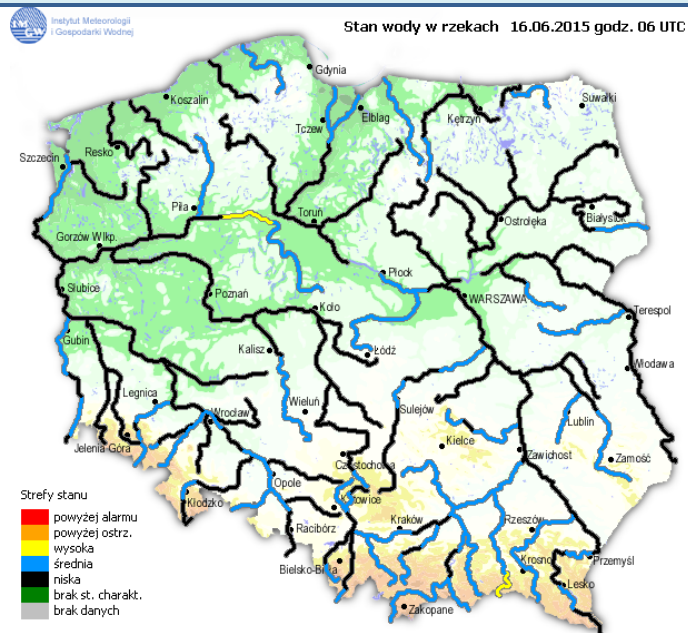 Instytut Meteorologii
i Gospodarki Wodnej
Stan wody w rzekach 16.06.2015 godz. 06 UTC
Gdynia
Koszalin
Suwałki
Elbląg
Kętrzyn
Tczew
Resko
Szczecin
Piła
Toruń
Ostrołęka
Białystok
Gorzów Wlkp.
Płock
Słubice
Poznań
WARSZAWA
Koło
Terespol
Gubin
Kalisz
Łódź
Włodawa
Legnica
Wieluń
Sulejów
Wrocław
Lublin
Kielce
Jelenia Góra
Zawichost
Częstochowa
Zamość
Opole
Strefy stanu
Kłodzko
Katowice
powyżej alarmu
Kraków
Rzeszów
Racibórz
powyżej ostrz.
wysoka
Przemyśl
średnia
Bielsko-Biała
Krosno
niska
Lesko
brak st. charakt.
Zakopane
brak danych